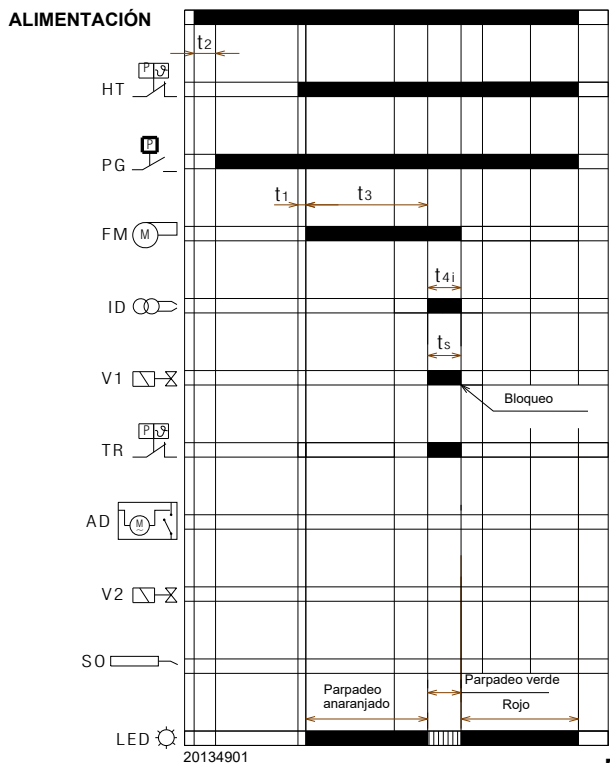 ALIMENTACIÓN
t2
P ϑ
HT
P
PG
t1
t3
FM
M
t4i
ID
ts
V1
Bloqueo
P ϑ
TR
AD
M
~
V2
SO
Parpadeo verde
Parpadeo
anaranjado
Rojo
LED
20134901